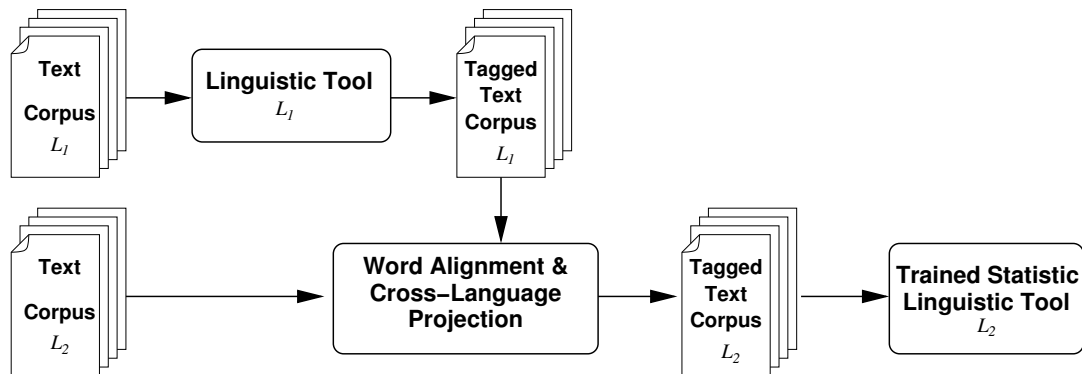 Text
Corpus
L1
Linguistic Tool
L1
Tagged
Text
Corpus
L1
Text
Corpus
L2
Word Alignment &
Cross−Language
Projection
Tagged
Text
Corpus
L2
Trained Statistic
Linguistic Tool
L2